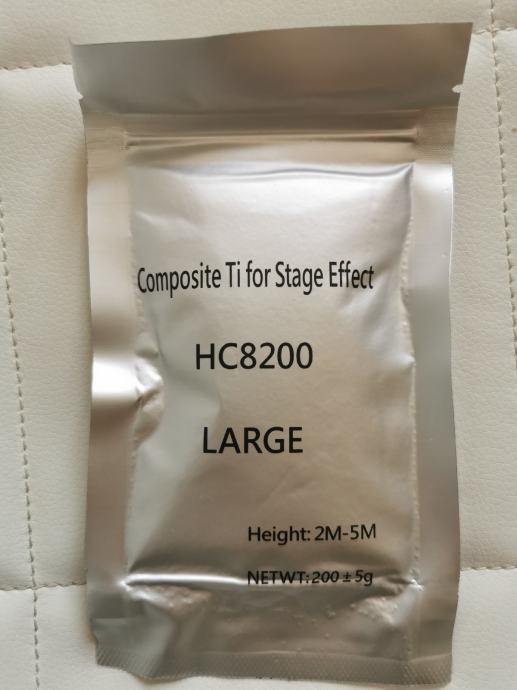 Composite Ti for Stage Effect
HC8200
LARGE
Height: 2M-5M
NETWT: 200 ± 5g